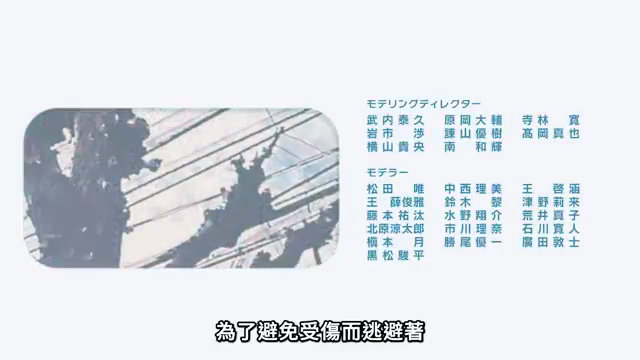 モデリングディレクター
武内泰久 原岡大輔 寺林 寛
岩市 渉 諌山優樹 髙岡真也
横山貴央 南 和輝
モデラー
松田 唯 中西理美 王 啓涵
王 薛俊雅 鈴木 黎 津野莉来
藤本祐汰 水野翔介 荒井真子
北原涼太郎 市川理奈 石川寛人
槇本 月 勝尾優一 廣田敦士
黒松駿平
為了避免受傷而逃避著